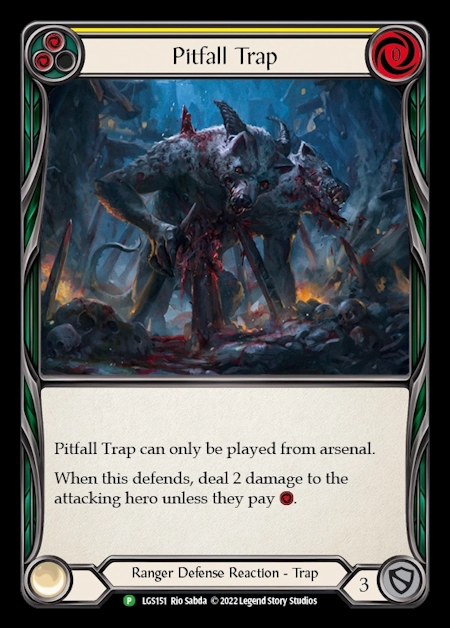 Pitfall Trap
0
Pitfall Trap can only be played from arsenal.
When this defends, deal 2 damage to the
attacking hero unless they pay .
Ranger Defense Reaction - Trap
3
P LGS151 Rio Sabda © 2022 Legend Story Studios